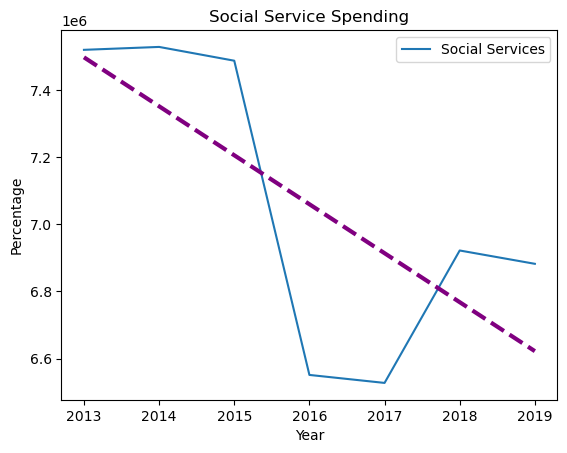 Social Service Spending
1e6
Social Services
7.4
7.2
7.0
6.8
6.6
Percentage
2013 2014 2015 2016 2017 2018 2019
Year